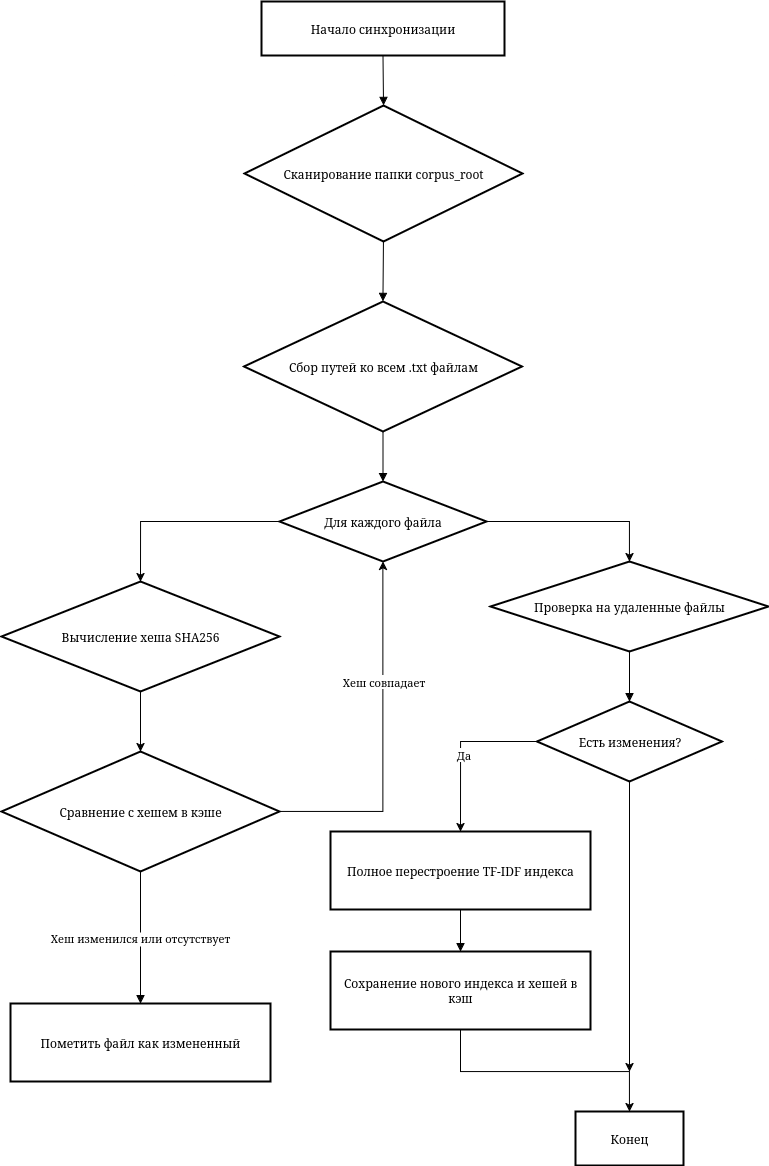 Начало синхронизации
Сканирование папки corpus_root
Сбор путей ко всем .txt файлам
Для каждого файла
Проверка на удаленные файлы
Вычисление хеша SHA256
Хеш совпадает
Есть изменения?
Да
Сравнение с хешем в кэше
Полное перестроение TF-IDF индекса
Хеш изменился или отсутствует
Сохранение нового индекса и хешей в
кэш
Пометить файл как измененный
Конец